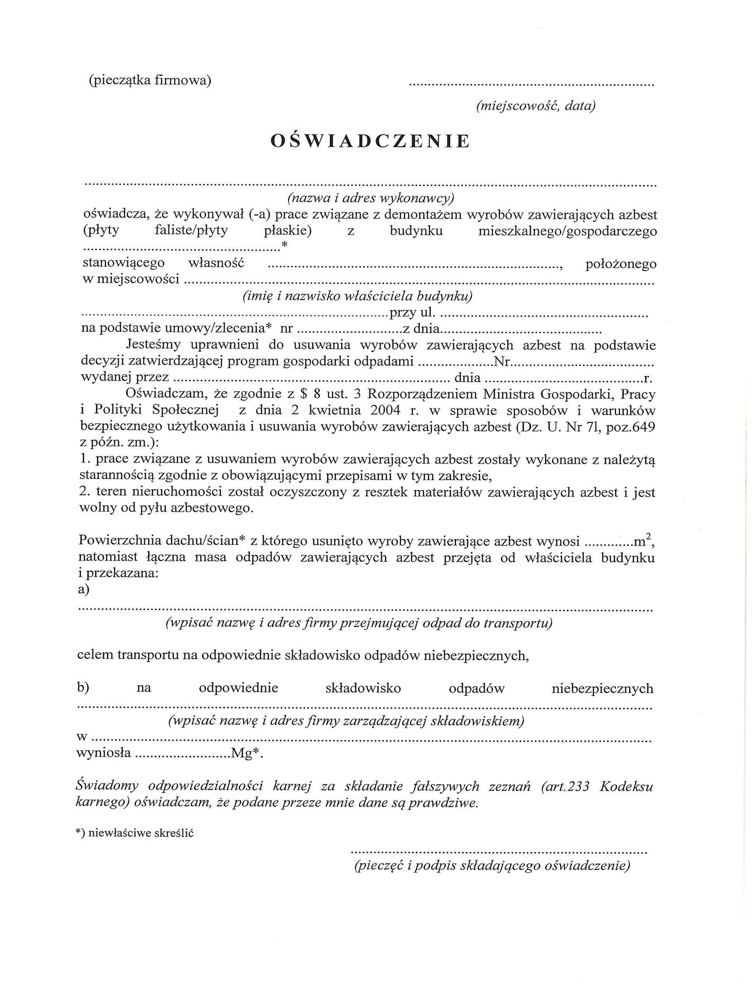 (pieczątka firmowa) ................................................................
(miejscowość, data)
OŚWIADCZENIE
......................................................................................................................................................
(nazwa i adres wykonawcy)
oświadcza, że wykonywał (-a) prace związane z demontażem wyrobów zawierających azbest
(płyty faliste/płyty płaskie) z budynku mieszkalnego/gospodarczego
....................................................*
stanowiącego własność ............................................................................., położonego
w miejscowości ............................................................................................................................
(imię i nazwisko właściciela budynku)
.................................................................................przy ul. .......................................................
na podstawie umowy/zlecenia* nr ............................z dnia...........................................
Jesteśmy uprawnieni do usuwania wyrobów zawierających azbest na podstawie
decyzji zatwierdzającej program gospodarki odpadami ....................Nr......................................
wydanej przez ......................................................................... dnia ..........................................r.
Oświadczam, że zgodnie z $ 8 ust. 3 Rozporządzeniem Ministra Gospodarki, Pracy
i Polityki Społecznej z dnia 2 kwietnia 2004 r. w sprawie sposobów i warunków
bezpiecznego użytkowania i usuwania wyrobów zawierających azbest (Dz. U. Nr 71, poz.649
z późn. zm.):
1. prace związane z usuwaniem wyrobów zawierających azbest zostały wykonane z należytą
starannością zgodnie z obowiązującymi przepisami w tym zakresie,
2. teren nieruchomości został oczyszczony z resztek materiałów zawierających azbest i jest
wolny od pyłu azbestowego.
Powierzchnia dachu/ścian* z którego usunięto wyroby zawierające azbest wynosi .............m²,
natomiast łączna masa odpadów zawierających azbest przejęta od właściciela budynku
i przekazana:
a)
......................................................................................................................................................
(wpisać nazwę i adres firmy przejmującej odpad do transportu)
celem transportu na odpowiednie składowisko odpadów niebezpiecznych,
b) na odpowiednie składowisko odpadów niebezpiecznych
......................................................................................................................................................
(wpisać nazwę i adres firmy zarządzającej składowiskiem)
w ..................................................................................................................................................
wyniosła .........................Mg*.
Świadomy odpowiedzialności karnej za składanie fałszywych zeznań (art.233 Kodeksu
karnego) oświadczam, że podane przeze mnie dane są prawdziwe.
*) niewłaściwe skreślić
..............................................................................
(pieczęć i podpis składającego oświadczenie)